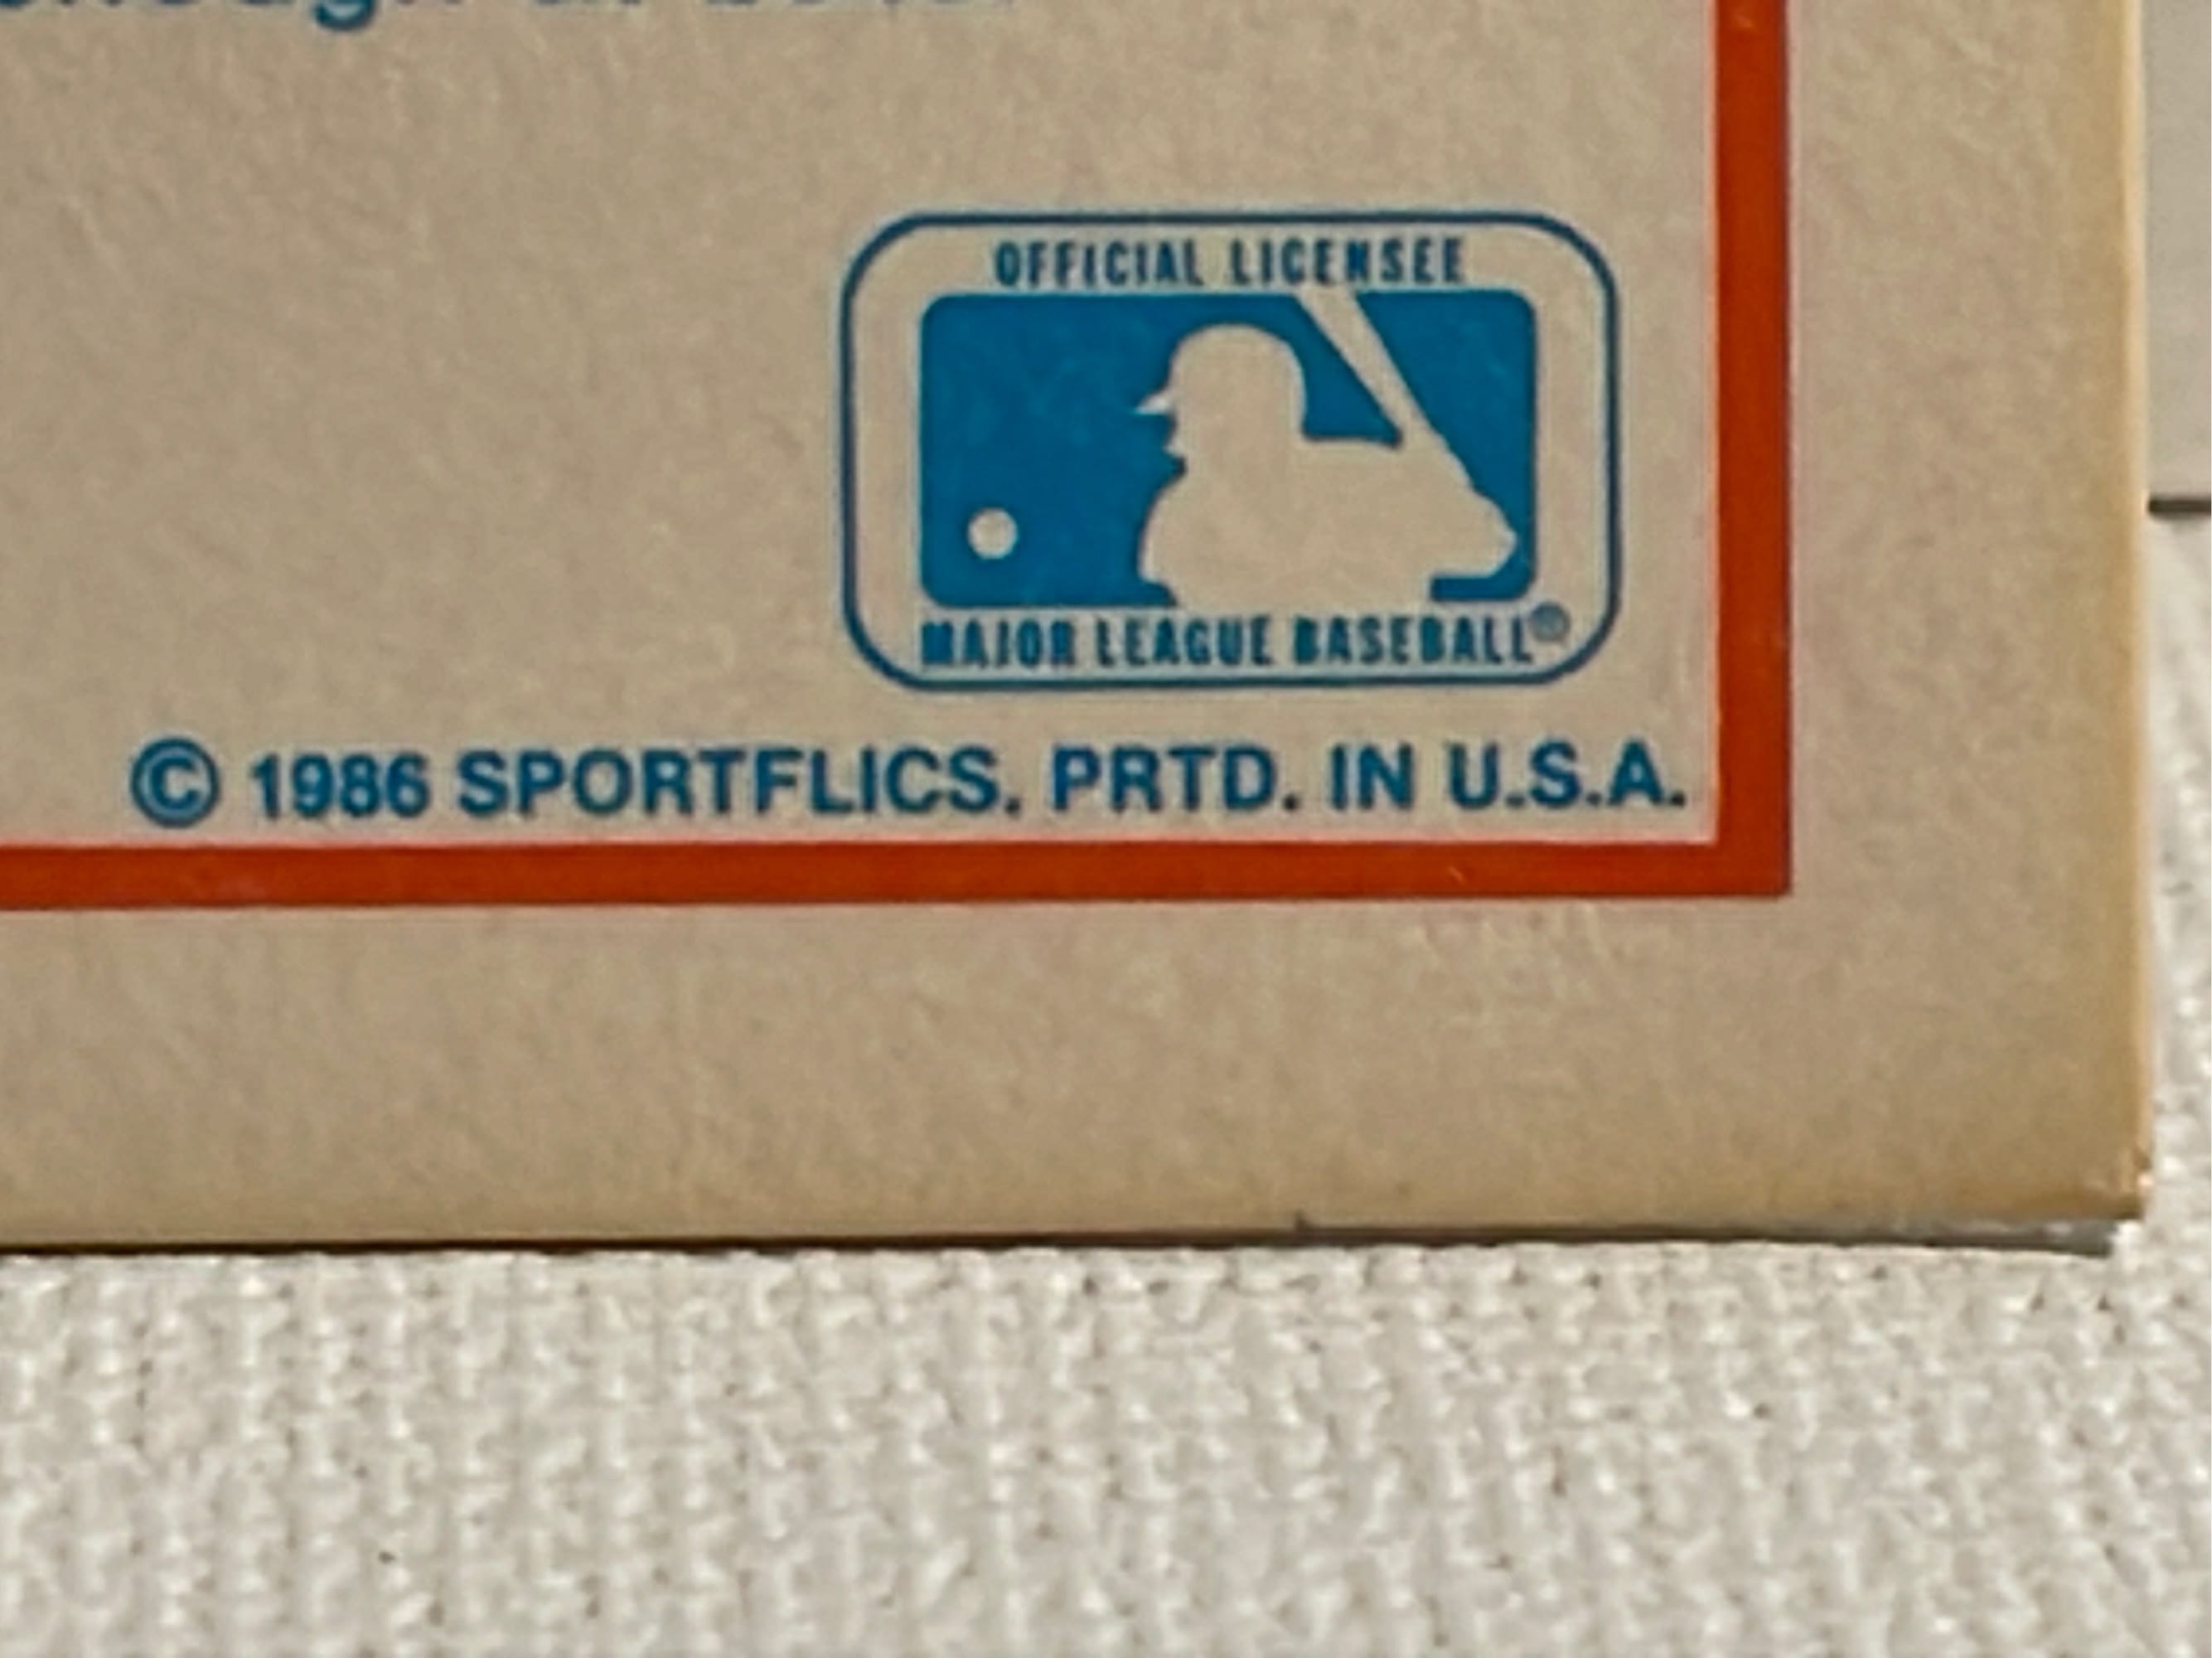 OFFICIAL LICENSEE
MAJOR LEAGUE BASEBALL®
© 1986 SPORTFLICS. PRTD. IN U.S.A.